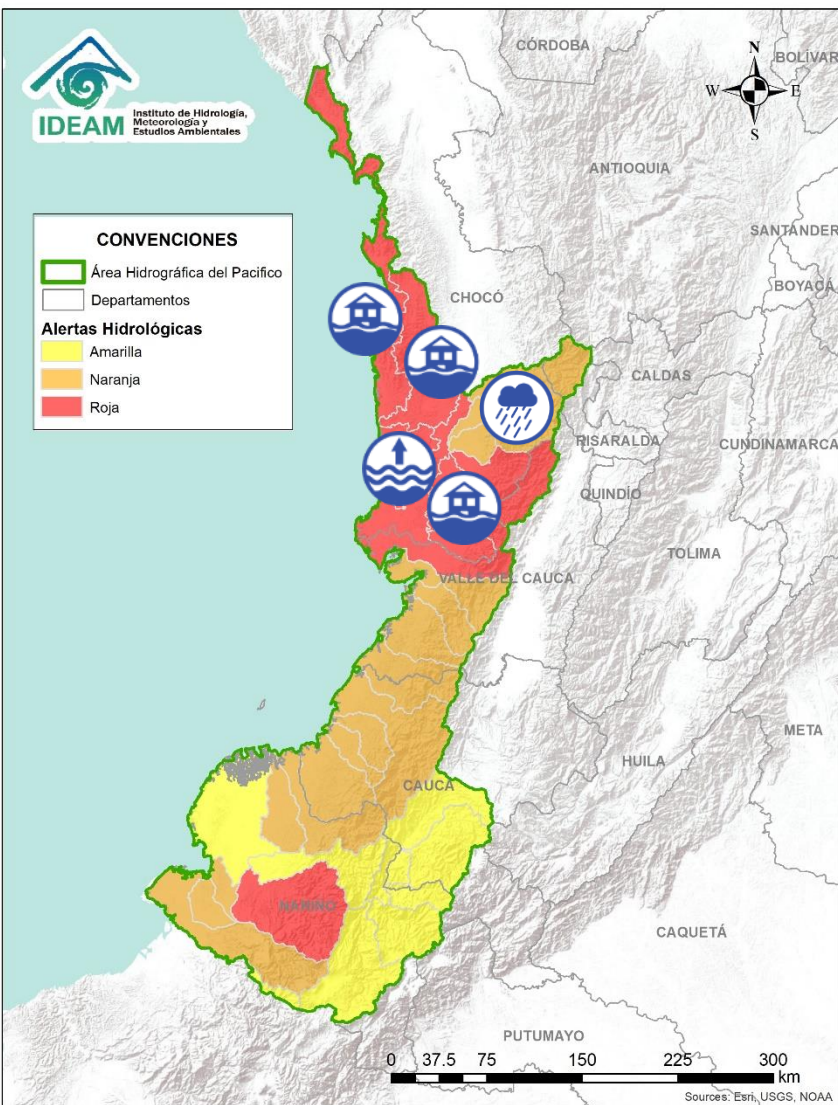 IDEAM
Instituto de Hidrología,
Meteorología y
Estudios Ambientales
CÓRDOBA
BOLÍVAR
N
W E
S
ANTIOQUIA
SANTANDER
BOYACÁ
CONVENCIONES
Área Hidrográfica del Pacifico
Departamentos
Alertas Hidrológicas
Amarilla
Naranja
Roja
CHOCÓ
CALDAS
RISARALDA
CUNDINAMARCA
QUINDÍO
TOLIMA
VALLE DEL CAUCA
META
HUILA
CAUCA
NARIÑO
CAQUETÁ
PUTUMAYO
0 37.5 75 150 225 300
km
Sources: Esri, USGS, NOAA